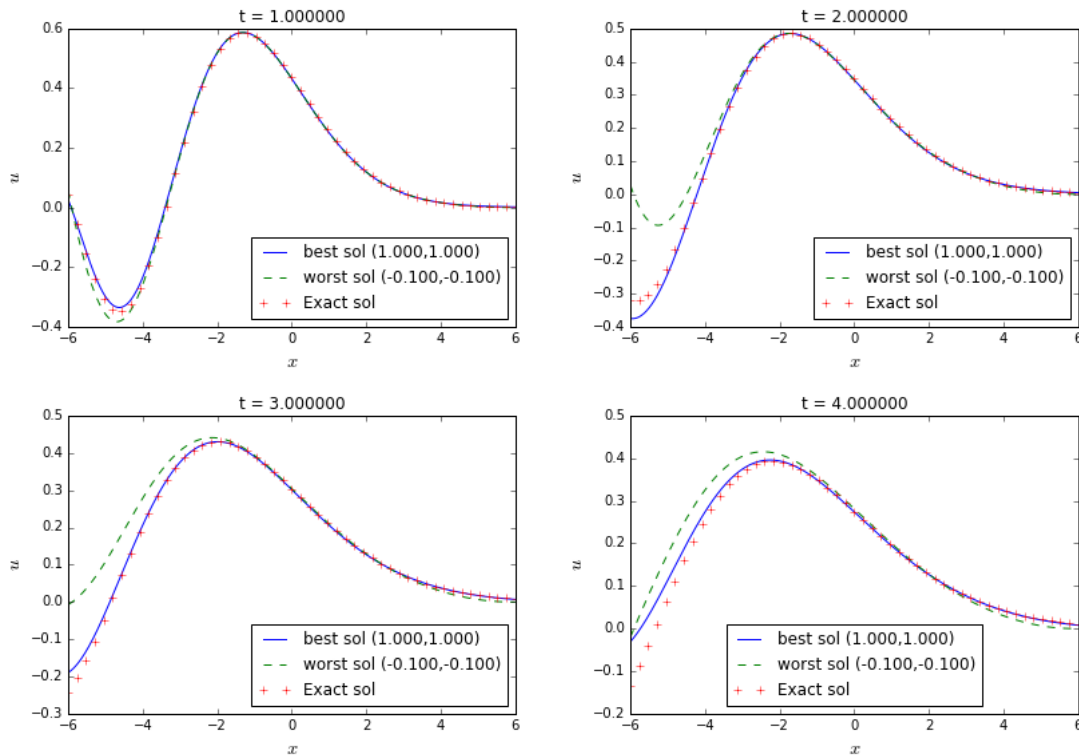 t = 1.000000
0.6
0.4
0.2
0.0
−0.2
−0.4
u
−6 −4 −2 0 2 4 6
x
best sol (1.000,1.000)
worst sol (-0.100,-0.100)
Exact sol
t = 2.000000
0.5
0.4
0.3
0.2
0.1
0.0
−0.1
−0.2
−0.3
−0.4
u
−6 −4 −2 0 2 4 6
x
best sol (1.000,1.000)
worst sol (-0.100,-0.100)
Exact sol
t = 3.000000
0.5
0.4
0.3
0.2
0.1
0.0
−0.1
−0.2
−0.3
u
−6 −4 −2 0 2 4 6
x
best sol (1.000,1.000)
worst sol (-0.100,-0.100)
Exact sol
t = 4.000000
0.5
0.4
0.3
0.2
0.1
0.0
−0.1
−0.2
u
−6 −4 −2 0 2 4 6
x
best sol (1.000,1.000)
worst sol (-0.100,-0.100)
Exact sol